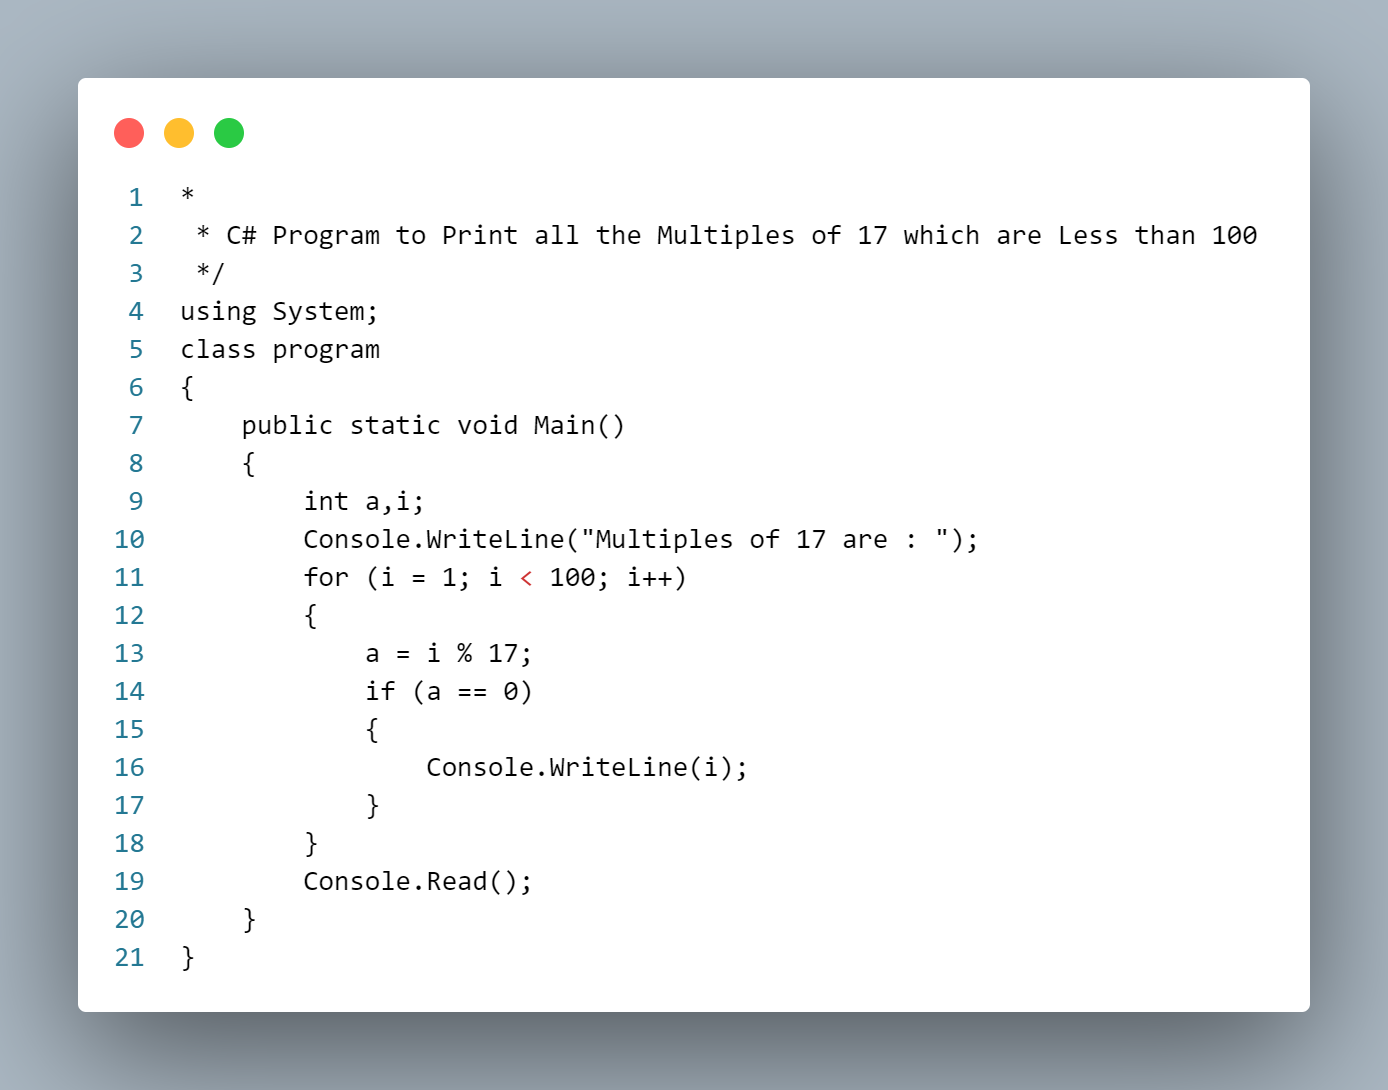 1 *
2  * C# Program to Print all the Multiples of 17 which are Less than 100
3  */
4 using System;
5 class program
6 {
7     public static void Main()
8     {
9         int a,i;
10         Console.WriteLine("Multiples of 17 are : ");
11         for (i = 1; i < 100; i++)
12         {
13             a = i % 17;
14             if (a == 0)
15             {
16                 Console.WriteLine(i);
17             }
18         }
19         Console.Read();
20     }
21 }